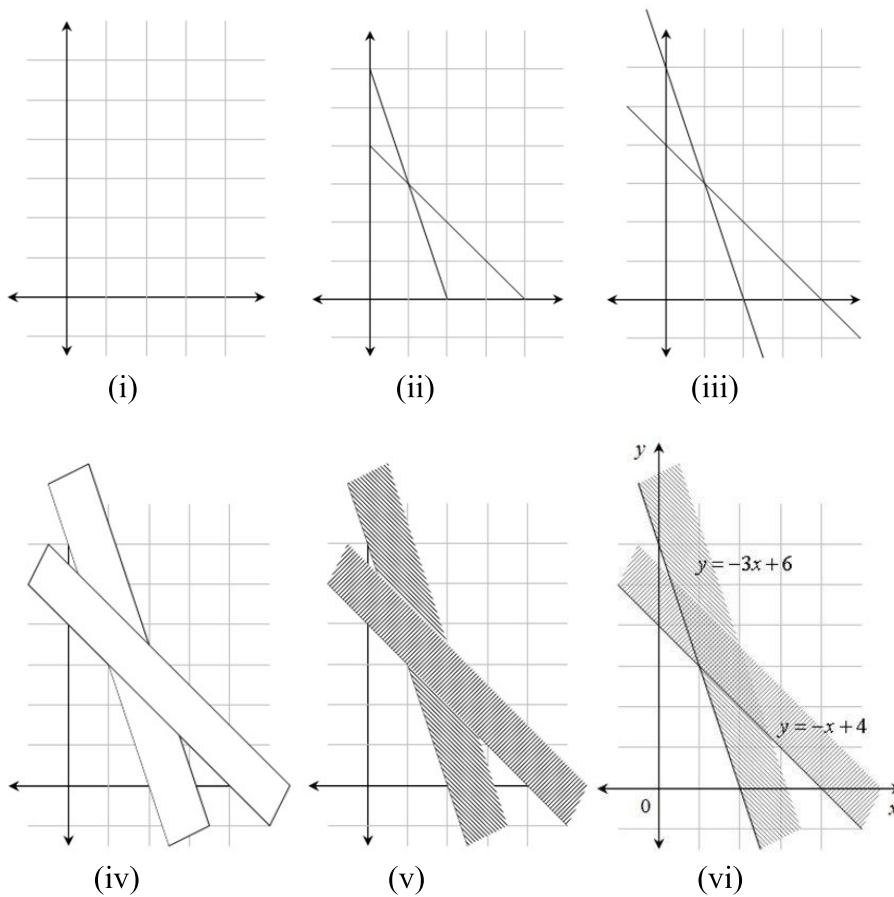 (i)
(ii)
(iii)
y
y = −3x + 6
y = −x + 4
0
x
(iv)
(v)
(vi)